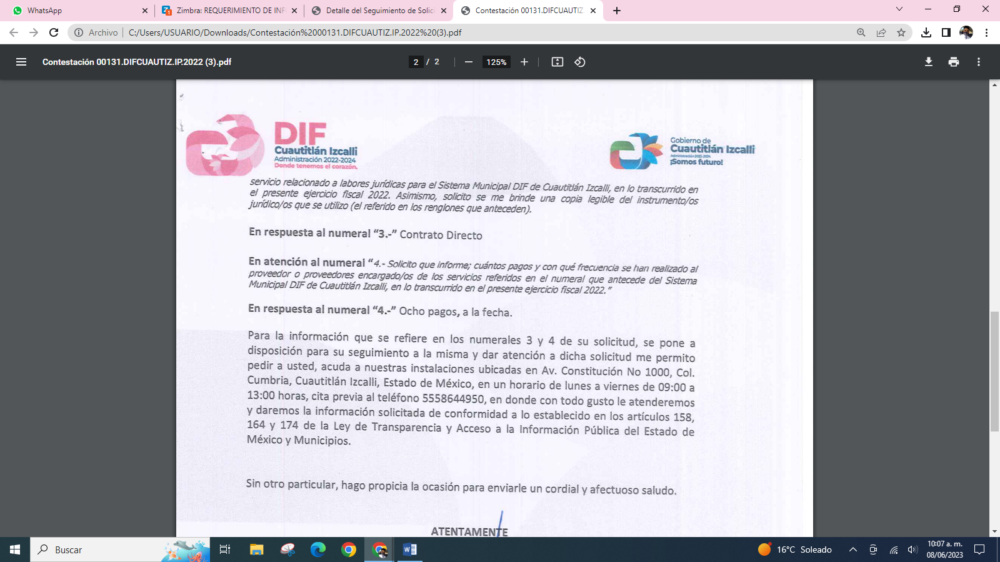 WhatsApp
Zimbra: REQUERIMIENTO DE INF
Detalle del Seguimiento de Solici
Contestación 00131.DIFCUAUTIZ.
Archivo
C:/Users/USUARIO/Downloads/Contestación%2000131.DIFCUAUTIZ.IP.2022%20(3).pdf
Contestación 00131.DIFCUAUTIZ.IP.2022 (3).pdf
2 / 2
125%
DIF
Cuautitlán Izcalli
Administración 2022-2024
Donde tenemos el corazón.
Gobierno de
Cuautitlán Izcalli
Administración 2022-2024
¡Somos futuro!
servicio relacionado a labores jurídicas para el Sistema Municipal DIF de Cuautitlán Izcalli, en lo transcurrido en
el presente ejercicio fiscal 2022. Asimismo, solicito se me brinde una copia legible del instrumento/os
jurídico/os que se utilizo (el referido en los renglones que anteceden).
En respuesta al numeral “3.-” Contrato Directo
En atención al numeral “4.- Solicito que informe; cuántos pagos y con qué frecuencia se han realizado al
proveedor o proveedores encargado/os de los servicios referidos en el numeral que antecede del Sistema
Municipal DIF de Cuautitlán Izcalli, en lo transcurrido en el presente ejercicio fiscal 2022.”
En respuesta al numeral “4.-” Ocho pagos, a la fecha.
Para la información que se refiere en los numerales 3 y 4 de su solicitud, se pone a
disposición para su seguimiento a la misma y dar atención a dicha solicitud me permito
pedir a usted, acuda a nuestras instalaciones ubicadas en Av. Constitución No 1000, Col.
Cumbria, Cuautitlán Izcalli, Estado de México, en un horario de lunes a viernes de 09:00 a
13:00 horas, cita previa al teléfono 5558644950, en donde con todo gusto le atenderemos
y daremos la información solicitada de conformidad a lo establecido en los artículos 158,
164 y 174 de la Ley de Transparencia y Acceso a la Información Pública del Estado de
México y Municipios.
Sin otro particular, hago propicia la ocasión para enviarle un cordial y afectuoso saludo.
ATENTAMENTE
Buscar
16°C Soleado
10:07 a. m.
08/06/2023